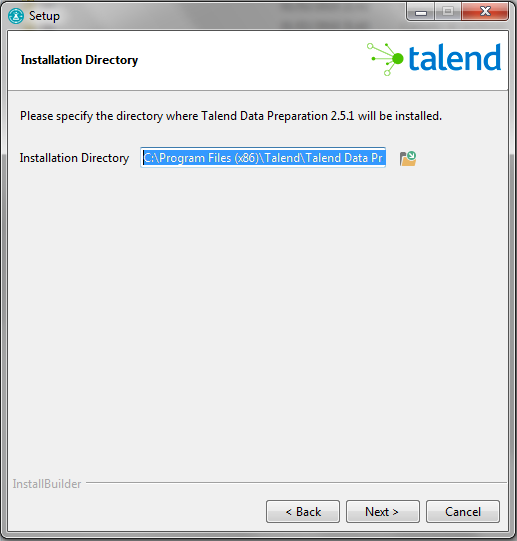 Setup
Installation Directory
talend
Please specify the directory where Talend Data Preparation 2.5.1 will be installed.
Installation Directory C:\Program Files (x86)\Talend\Talend Data Pr
InstallBuilder
< Back Next > Cancel